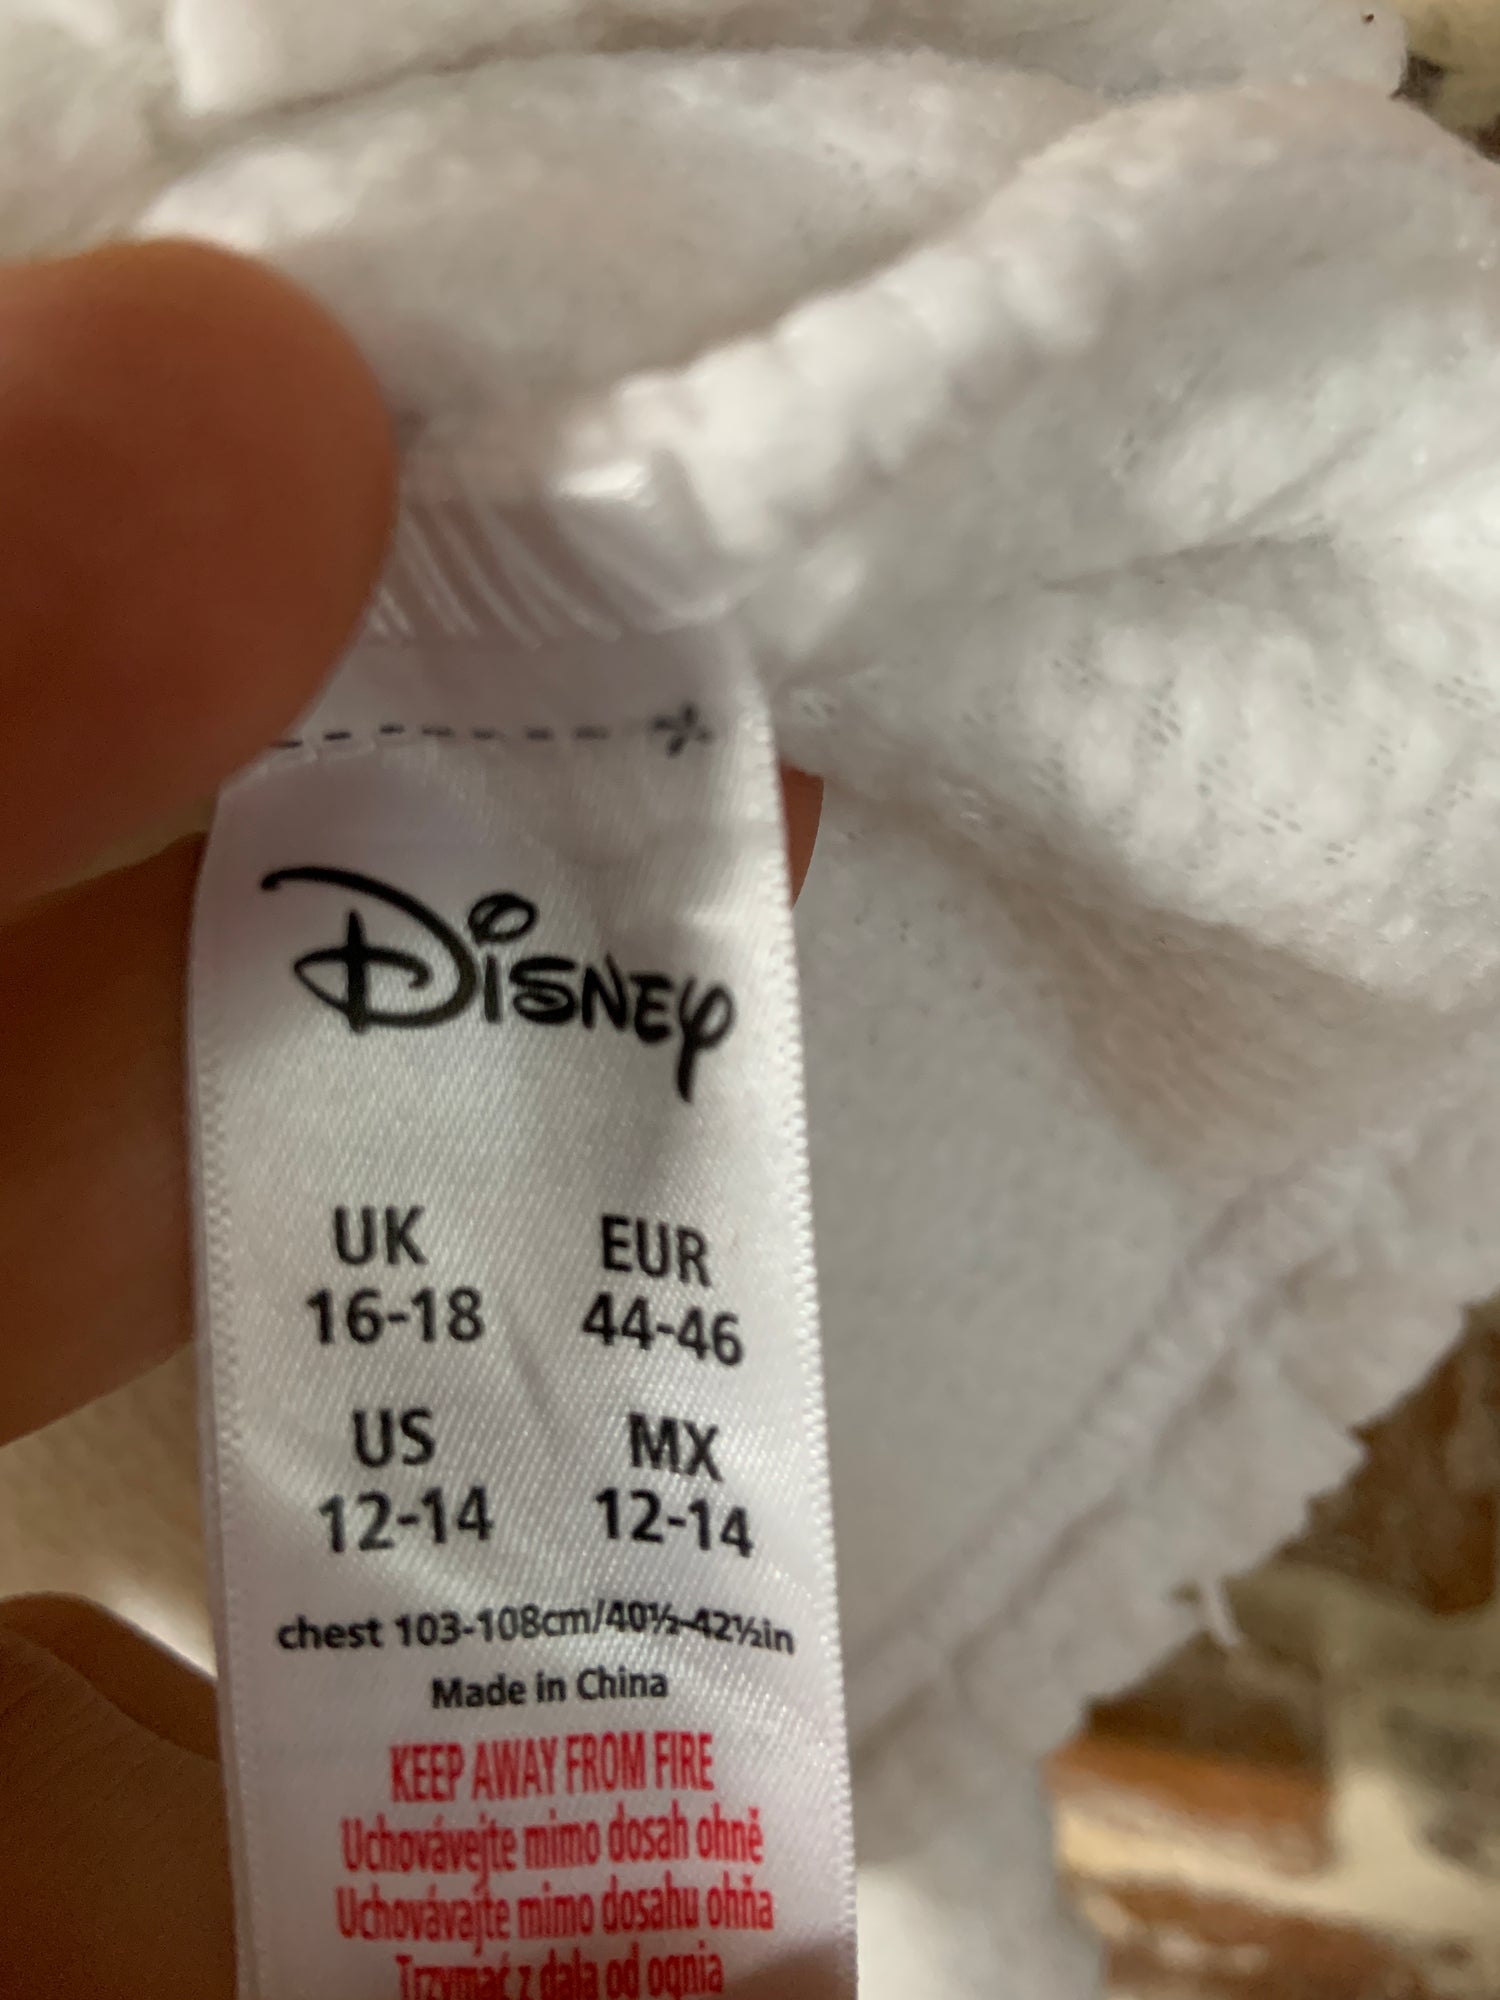 Disney
UK EUR
16-18 44-46
US MX
12-14 12-14
chest 103-108cm/40½-42½in
Made in China
KEEP AWAY FROM FIRE
Uchovávejte mimo dosah ohně
Uchovávajte mimo dosahu ohňa
Trzymać z dala od ognia